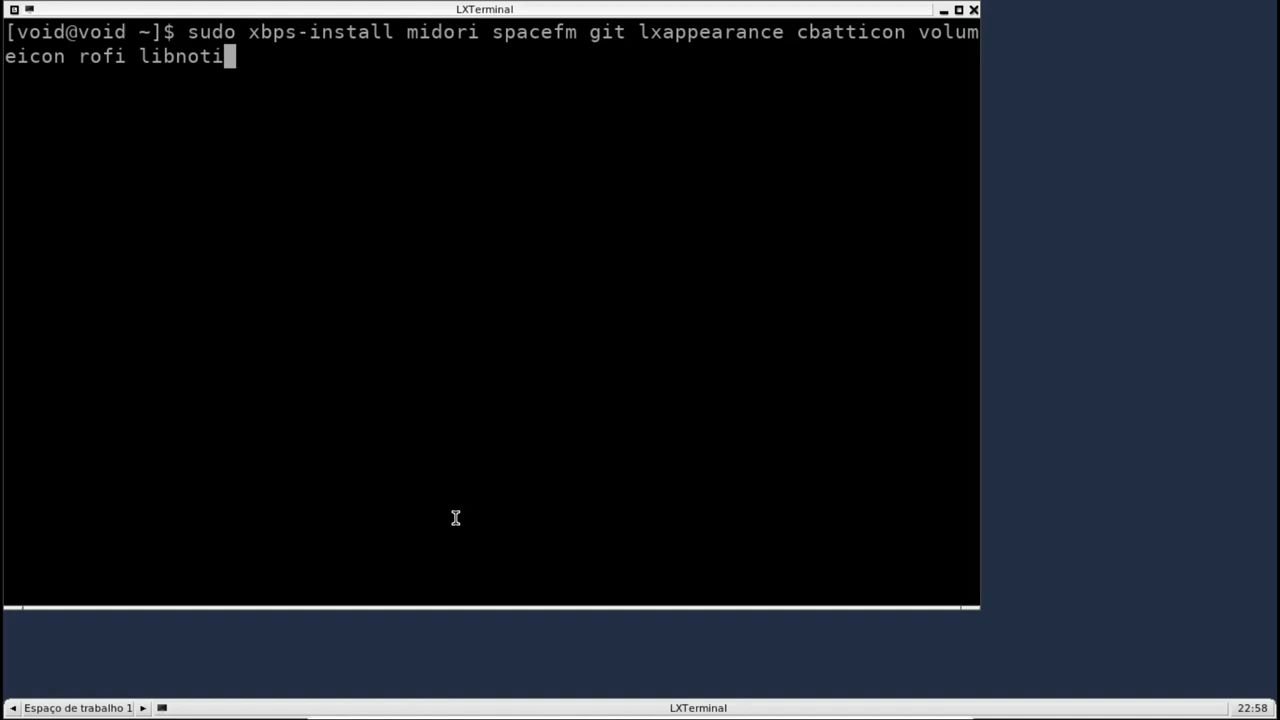 LXTerminal
[void@void ~]$ sudo xbps-install midori spacefm git lxappearance cbatticon volum
eicon rofi libnoti
Espaço de trabalho 1
LXTerminal
22:58